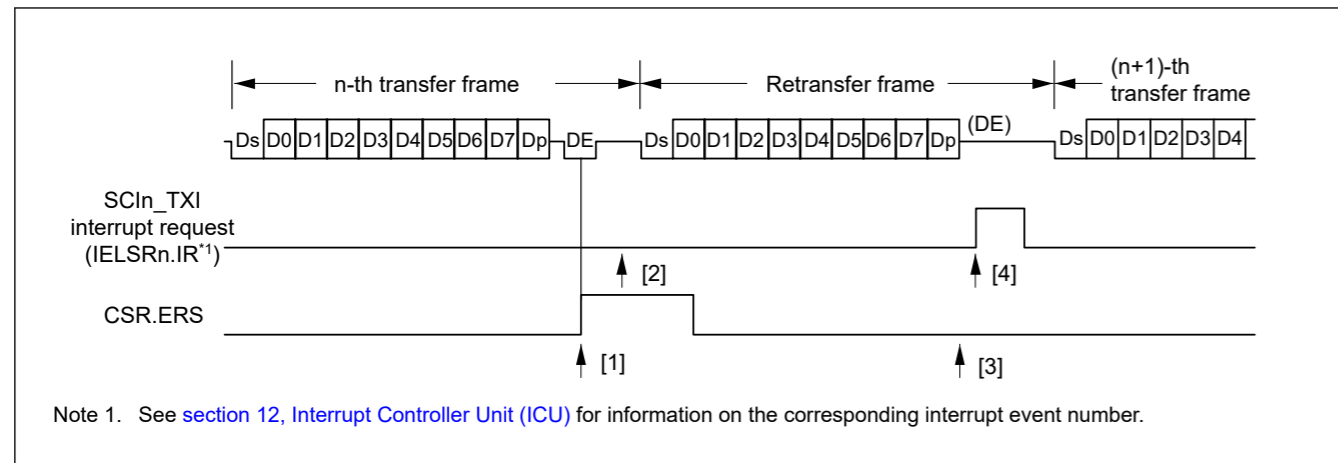 n-th transfer frame
Retransfer frame
(n+1)-th
transfer frame
Ds D0 D1 D2 D3 D4 D5 D6 D7 Dp DE Ds D0 D1 D2 D3 D4 D5 D6 D7 Dp (DE) Ds D0 D1 D2 D3 D4
SCIn_TXI
interrupt request
(IELSRn.IR*1)
[2]
[4]
CSR.ERS
[1]
[3]
Note 1. See section 12, Interrupt Controller Unit (ICU) for information on the corresponding interrupt event number.